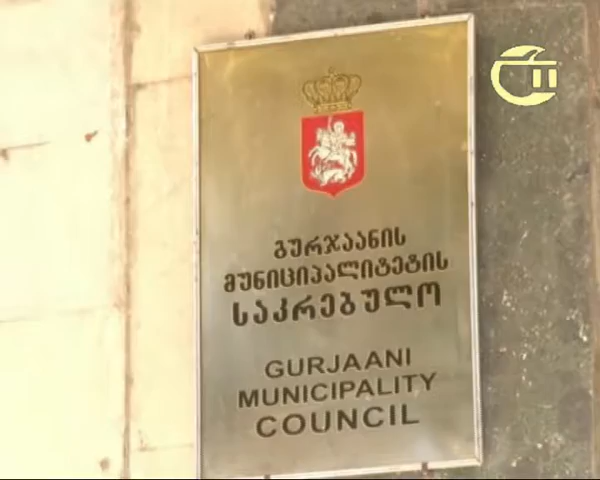 გურჯაანის
მუნიციპალიტეტის
საკრებულო
GURJAANI
MUNICIPALITY
COUNCIL